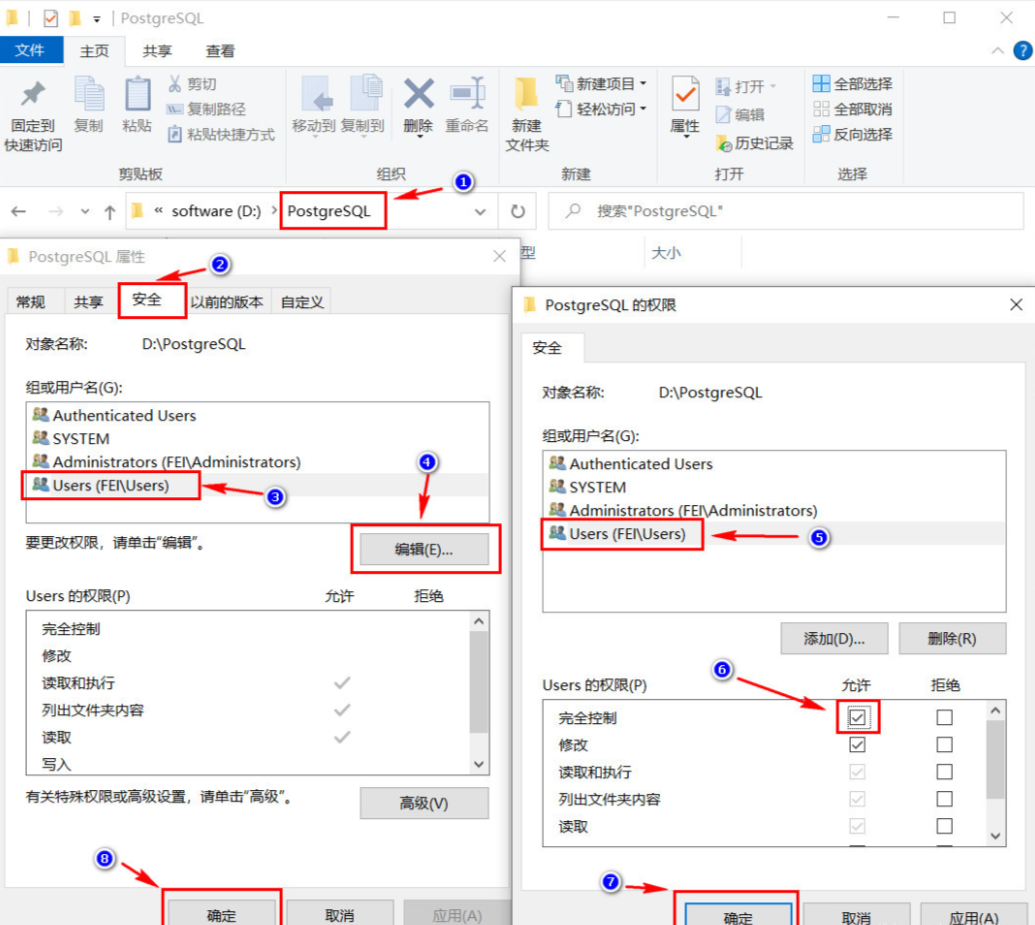 PostgreSQL
文件 主页 共享 查看
固定到快速访问 复制 粘贴 剪切 复制路径 粘贴快捷方式
移动到 复制到 删除 重命名
新建文件夹 新建项目 轻松访问
属性 打开 编辑 历史记录
全部选择 全部取消 反向选择
剪贴板 组织 新建 打开 选择
1
« software (D:) PostgreSQL 搜索"PostgreSQL"
型 大小
PostgreSQL 属性
2
常规 共享 安全 以前的版本 自定义
对象名称: D:\PostgreSQL
组或用户名(G):
Authenticated Users
SYSTEM
Administrators (FEI\Administrators)
4
Users (FEI\Users)
3
要更改权限，请单击"编辑"。
编辑(E)...
Users 的权限(P) 允许 拒绝
完全控制
修改
读取和执行
列出文件夹内容
读取
写入
有关特殊权限或高级设置，请单击"高级"。
高级(V)
8
确定 取消 应用(A)
PostgreSQL 的权限
安全
对象名称: D:\PostgreSQL
组或用户名(G):
Authenticated Users
SYSTEM
Administrators (FEI\Administrators)
Users (FEI\Users)
5
添加(D)... 删除(R)
6
Users 的权限(P) 允许 拒绝
完全控制
修改
读取和执行
列出文件夹内容
读取
7
确定 取消 应用(A)